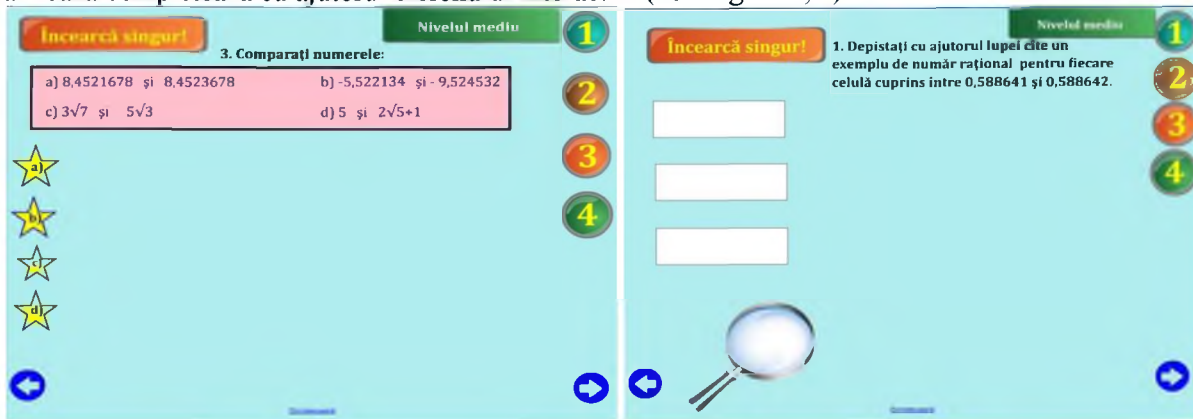 Încearcă singur!
Nivelul mediu
3. Comparați numerele:
a) 8,4521678 și 8,4523678
b) -5,522134 și - 9,524532
c) 3√7 și 5√3
d) 5 și 2√5+1
a)
b)
c)
d)
1
2
3
4
Încearcă singur!
Nivelul mediu
1. Depistați cu ajutorul lupei cîte un
exemplu de număr rațional pentru fiecare
celulă cuprins intre 0,588641 și 0,588642.
1
2
3
4